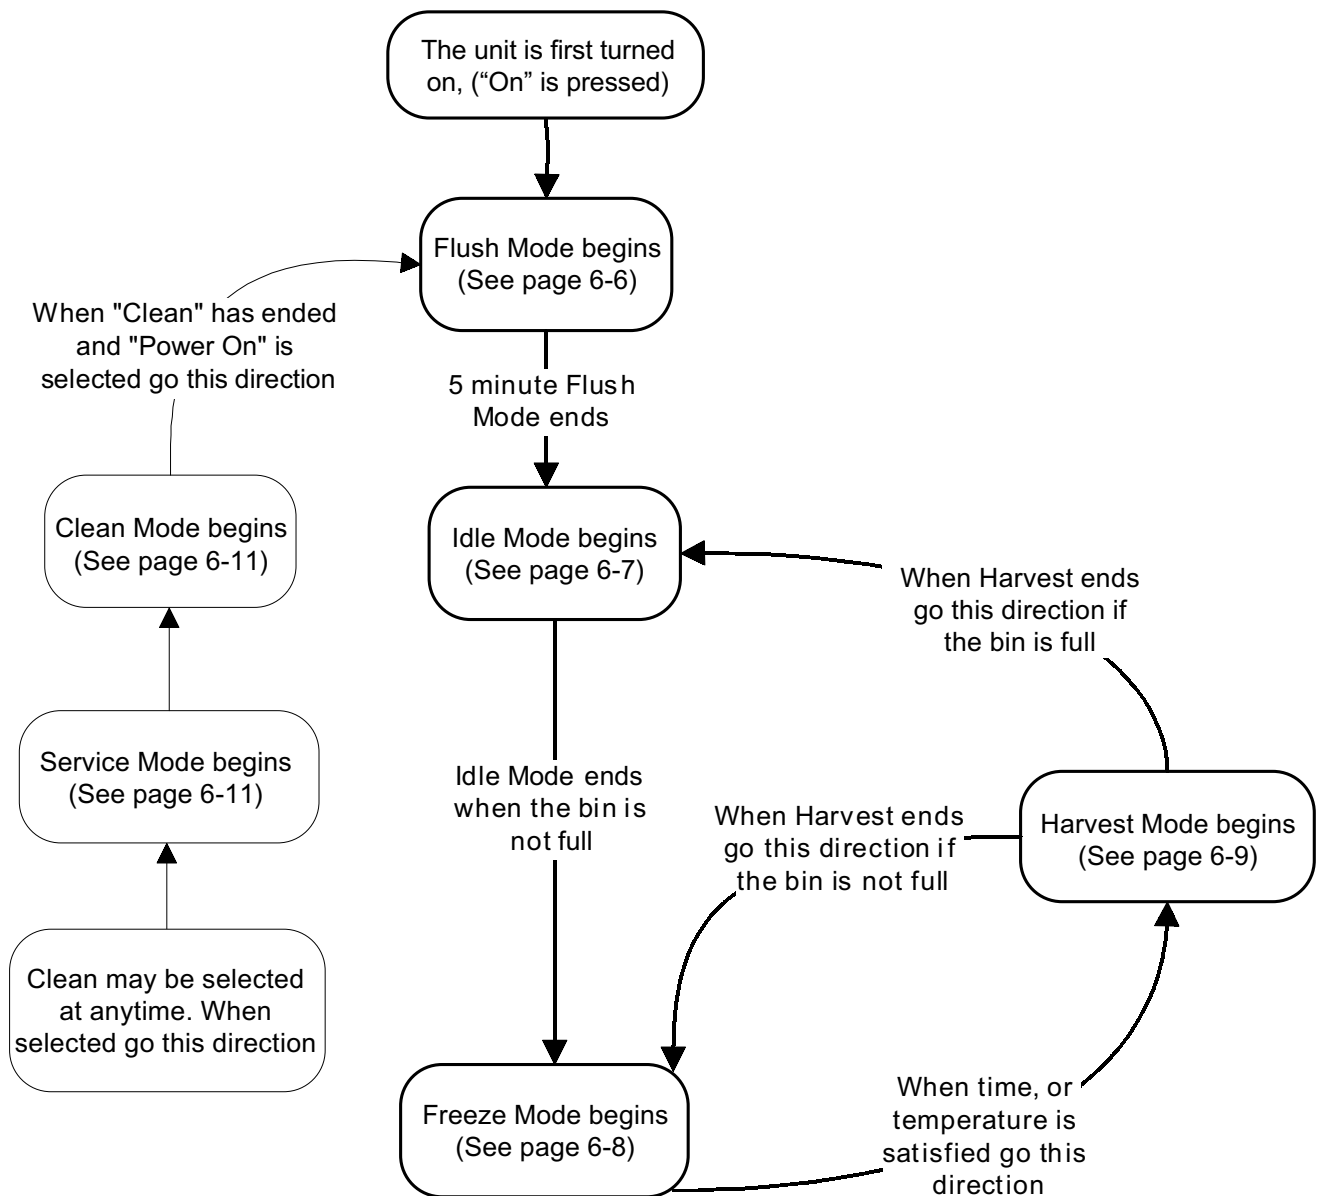 The unit is first turned
on, (“On” is pressed)
Flush Mode begins
(See page 6-6)
When "Clean" has ended
and "Power On" is
selected go this direction
5 minute Flush
Mode ends
Clean Mode begins
(See page 6-11)
Idle Mode begins
(See page 6-7)
When Harvest ends
go this direction if
the bin is full
Service Mode begins
(See page 6-11)
Idle Mode ends
when the bin is
not full
When Harvest ends
go this direction if
the bin is not full
Harvest Mode begins
(See page 6-9)
Clean may be selected
at anytime. When
selected go this direction
Freeze Mode begins
(See page 6-8)
When time, or
temperature is
satisfied go this
direction